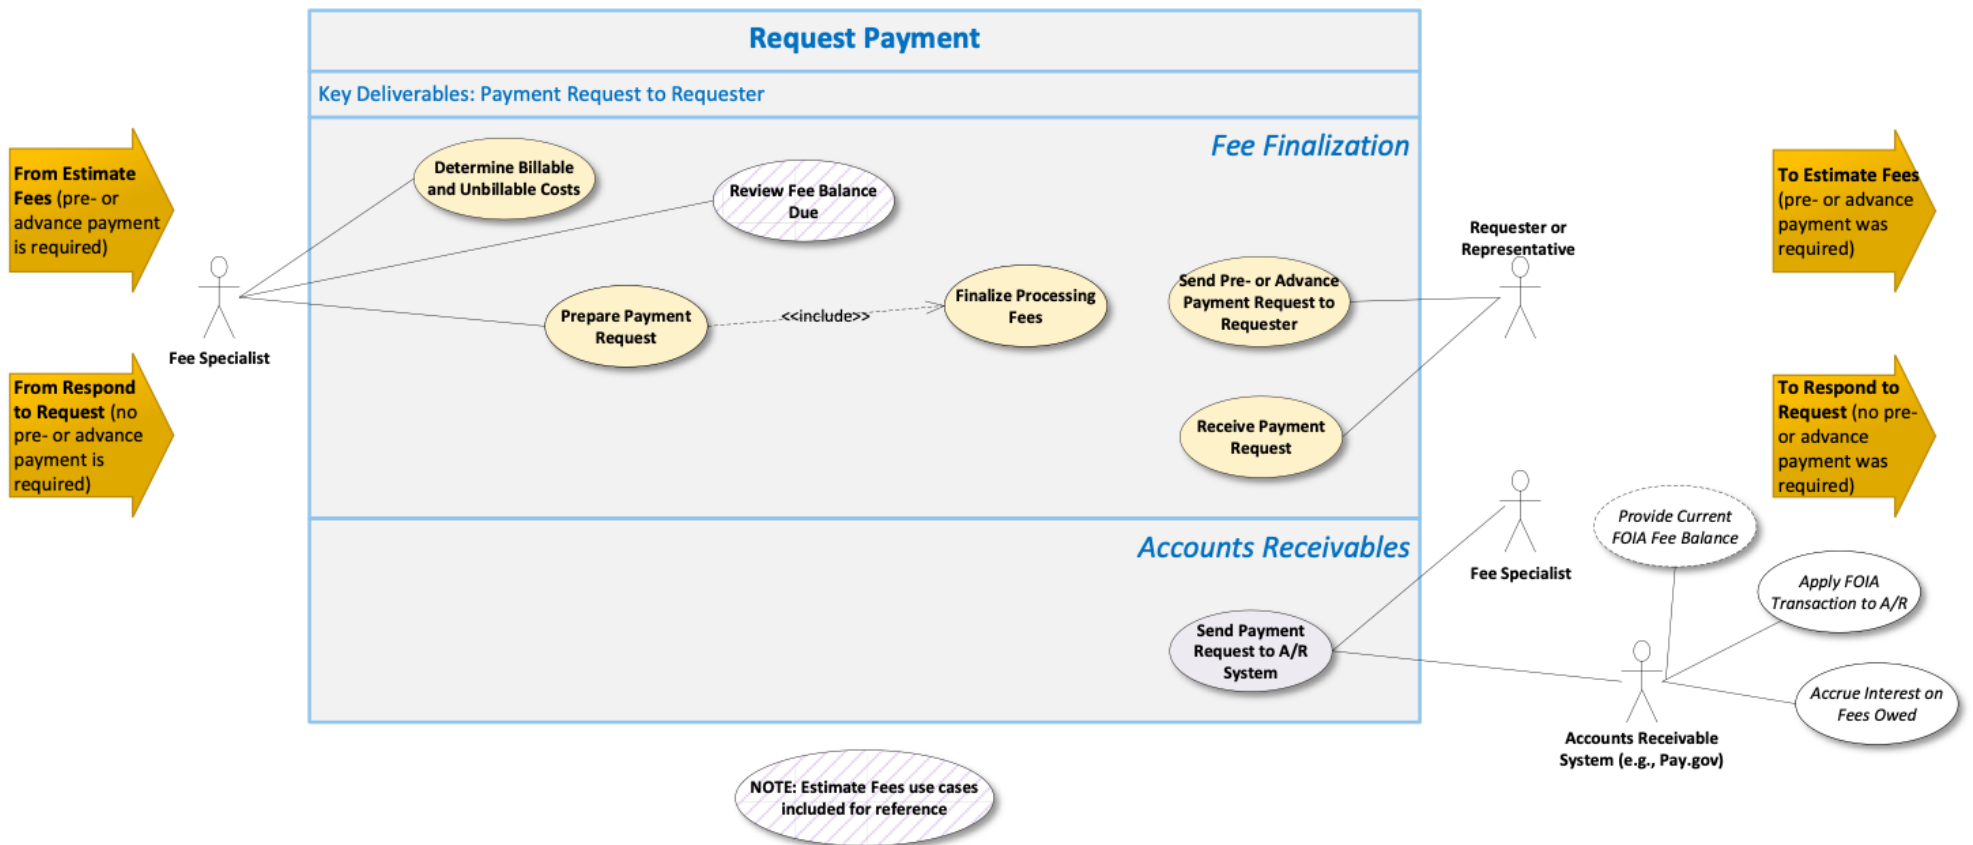 Request Payment
Key Deliverables: Payment Request to Requester
Fee Finalization
From Estimate
Fees (pre- or
advance payment
is required)
From Respond
to Request (no
pre- or advance
payment is
required)
Fee Specialist
Determine Billable
and Unbillable Costs
Review Fee Balance
Due
Prepare Payment
Request
<<include>>
Finalize Processing
Fees
Send Pre- or Advance
Payment Request to
Requester
Receive Payment
Request
Requester or
Representative
To Estimate Fees
(pre- or advance
payment was
required)
To Respond to
Request (no pre-
or advance
payment was
required)
Accounts Receivables
Send Payment
Request to A/R
System
Fee Specialist
Provide Current
FOIA Fee Balance
Apply FOIA
Transaction to A/R
Accrue Interest on
Fees Owed
Accounts Receivable
System (e.g., Pay.gov)
NOTE: Estimate Fees use cases
included for reference